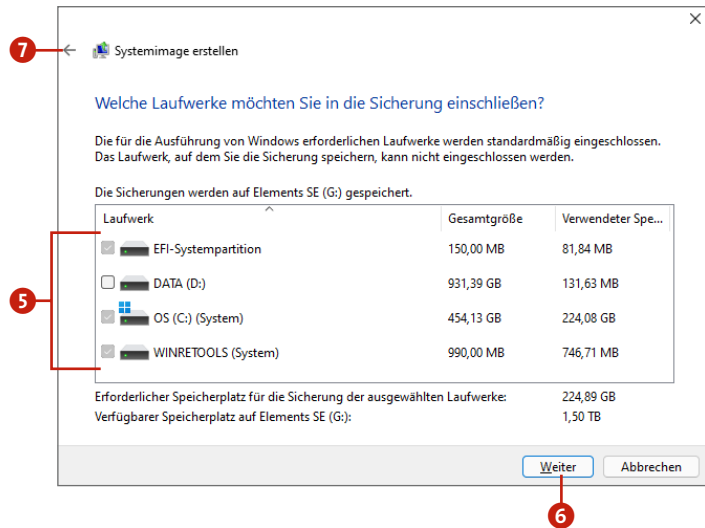 7
Systemimage erstellen
Welche Laufwerke möchten Sie in die Sicherung einschließen?
Die für die Ausführung von Windows erforderlichen Laufwerke werden standardmäßig eingeschlossen.
Das Laufwerk, auf dem Sie die Sicherung speichern, kann nicht eingeschlossen werden.
Die Sicherungen werden auf Elements SE (G:) gespeichert.
Laufwerk Gesamtgröße Verwendeter Spe...
EFI-Systempartition 150,00 MB 81,84 MB
DATA (D:) 931,39 GB 131,63 MB
5
OS (C:) (System) 454,13 GB 224,08 GB
WINRETOOLS (System) 990,00 MB 746,71 MB
Erforderlicher Speicherplatz für die Sicherung der ausgewählten Laufwerke: 224,89 GB
Verfügbarer Speicherplatz auf Elements SE (G:): 1,50 TB
Weiter Abbrechen
6